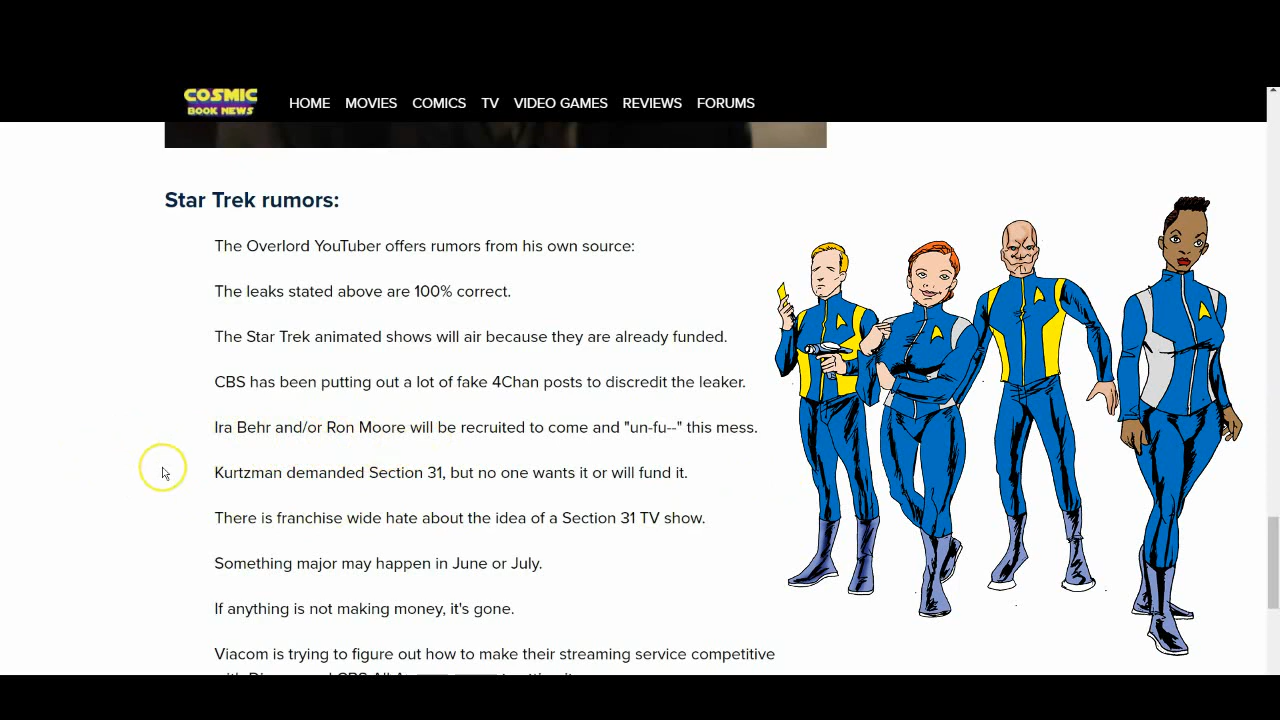 COSMIC
BOOK NEWS
HOME MOVIES COMICS TV VIDEO GAMES REVIEWS FORUMS
Star Trek rumors:
The Overlord YouTuber offers rumors from his own source:
The leaks stated above are 100% correct.
The Star Trek animated shows will air because they are already funded.
CBS has been putting out a lot of fake 4Chan posts to discredit the leaker.
Ira Behr and/or Ron Moore will be recruited to come and "un-fu--" this mess.
Kurtzman demanded Section 31, but no one wants it or will fund it.
There is franchise wide hate about the idea of a Section 31 TV show.
Something major may happen in June or July.
If anything is not making money, it's gone.
Viacom is trying to figure out how to make their streaming service competitive